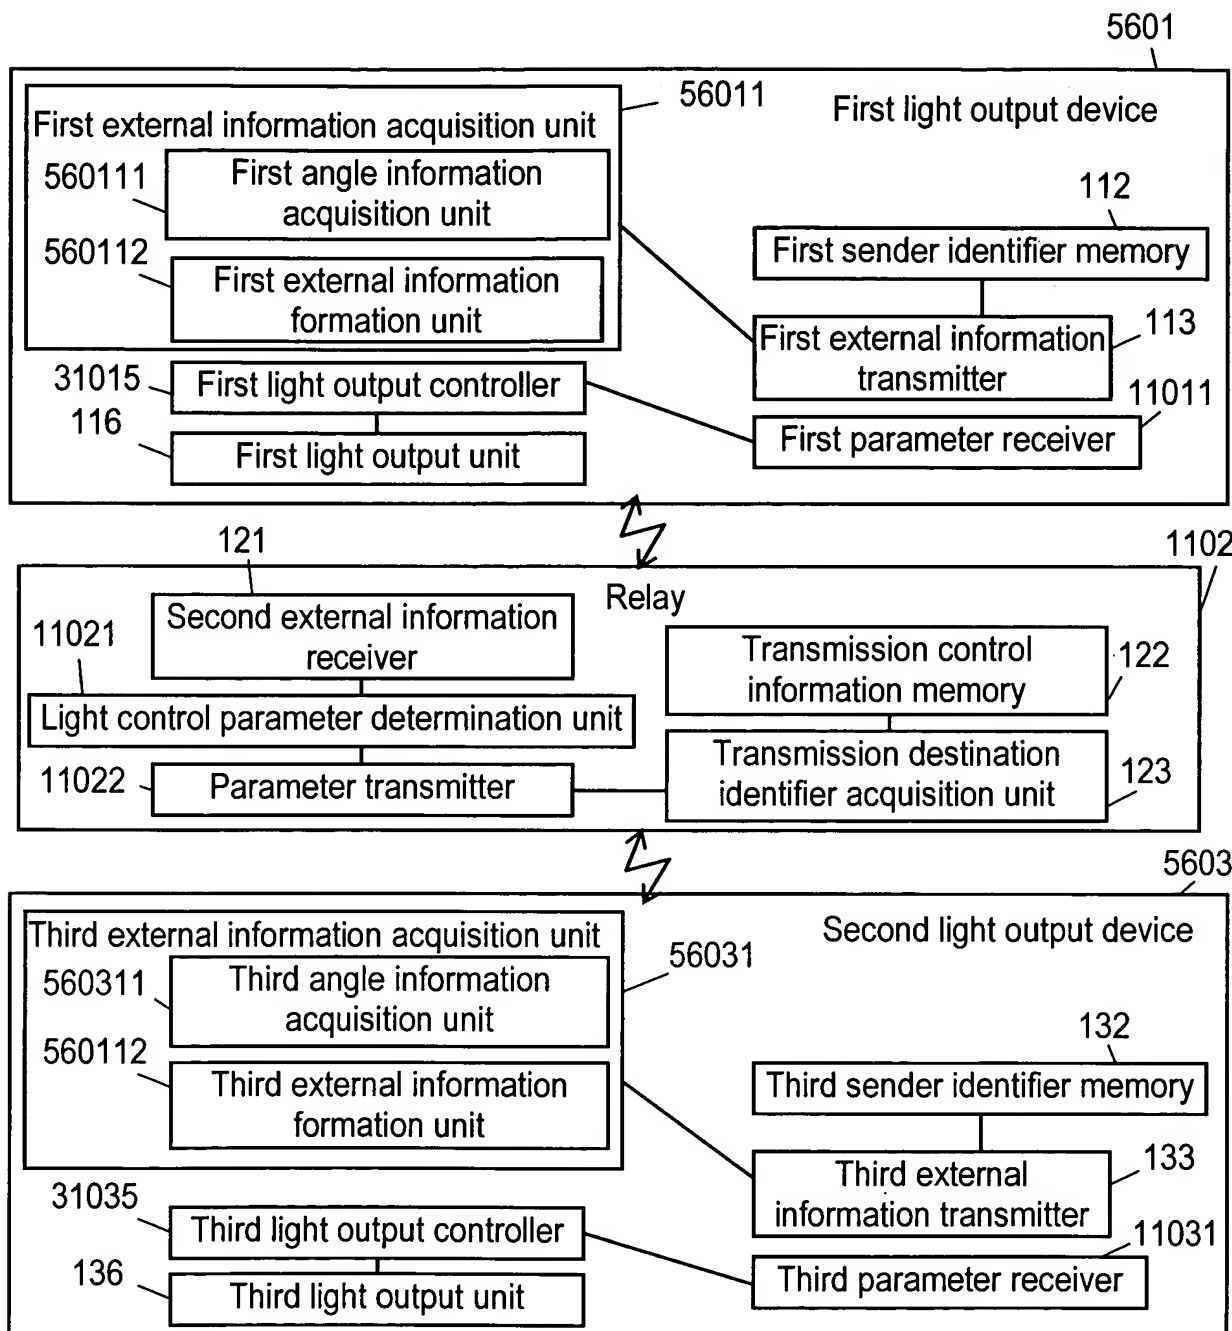 5601
56011
First light output device
First external information acquisition unit
560111
First angle information
acquisition unit
112
First sender identifier memory
560112
First external information
formation unit
113
First external information
transmitter
31015
First light output controller
11011
First parameter receiver
116
First light output unit
121
1102
Relay
Second external information
receiver
11021
Transmission control
information memory
122
Light control parameter determination unit
Transmission destination
identifier acquisition unit
123
11022
Parameter transmitter
5603
Third external information acquisition unit
Second light output device
56031
560311
Third angle information
acquisition unit
132
560112
Third external information
formation unit
Third sender identifier memory
133
Third external
information transmitter
31035
Third light output controller
11031
Third parameter receiver
136
Third light output unit